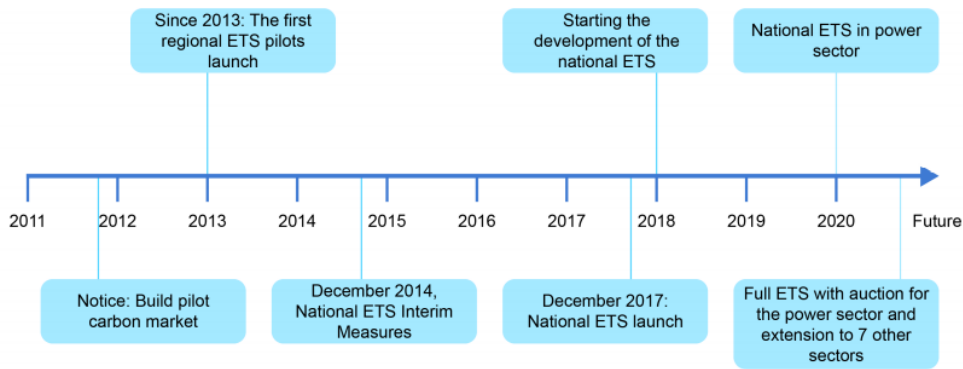 Since 2013: The first
regional ETS pilots
launch
Starting the
development of the
national ETS
National ETS in power
sector
2011
2012
2013
2014
2015
2016
2017
2018
2019
2020
Future
Notice: Build pilot
carbon market
December 2014,
National ETS Interim
Measures
December 2017:
National ETS launch
Full ETS with auction for
the power sector and
extension to 7 other
sectors